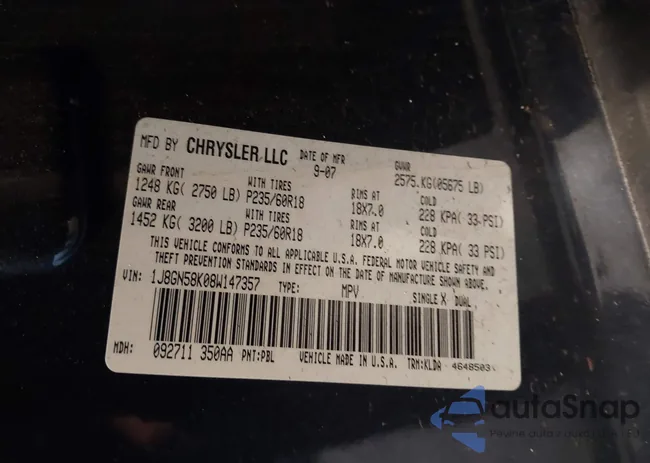 MFD BY CHRYSLER LLC DATE OF MFR 9-07 GVWR 2575.KG(05675 LB)
GAWR FRONT WITH TIRES RIMS AT COLD
1248 KG( 2750 LB) P235/60R18 18X7.0 228 KPA( 33 PSI)
GAWR REAR WITH TIRES RIMS AT COLD
1452 KG( 3200 LB) P235/60R18 18X7.0 228 KPA( 33 PSI)
THIS VEHICLE CONFORMS TO ALL APPLICABLE U.S.A. FEDERAL MOTOR VEHICLE SAFETY AND
THEFT PREVENTION STANDARDS IN EFFECT ON THE DATE OF MANUFACTURE SHOWN ABOVE.
VIN: 1J8GN58K08W147357 TYPE: MPV SINGLE X DUAL
MDH: 092711 350AA PNT:PBL VEHICLE MADE IN U.S.A. TRM:KLDA 4648503
autaSnap